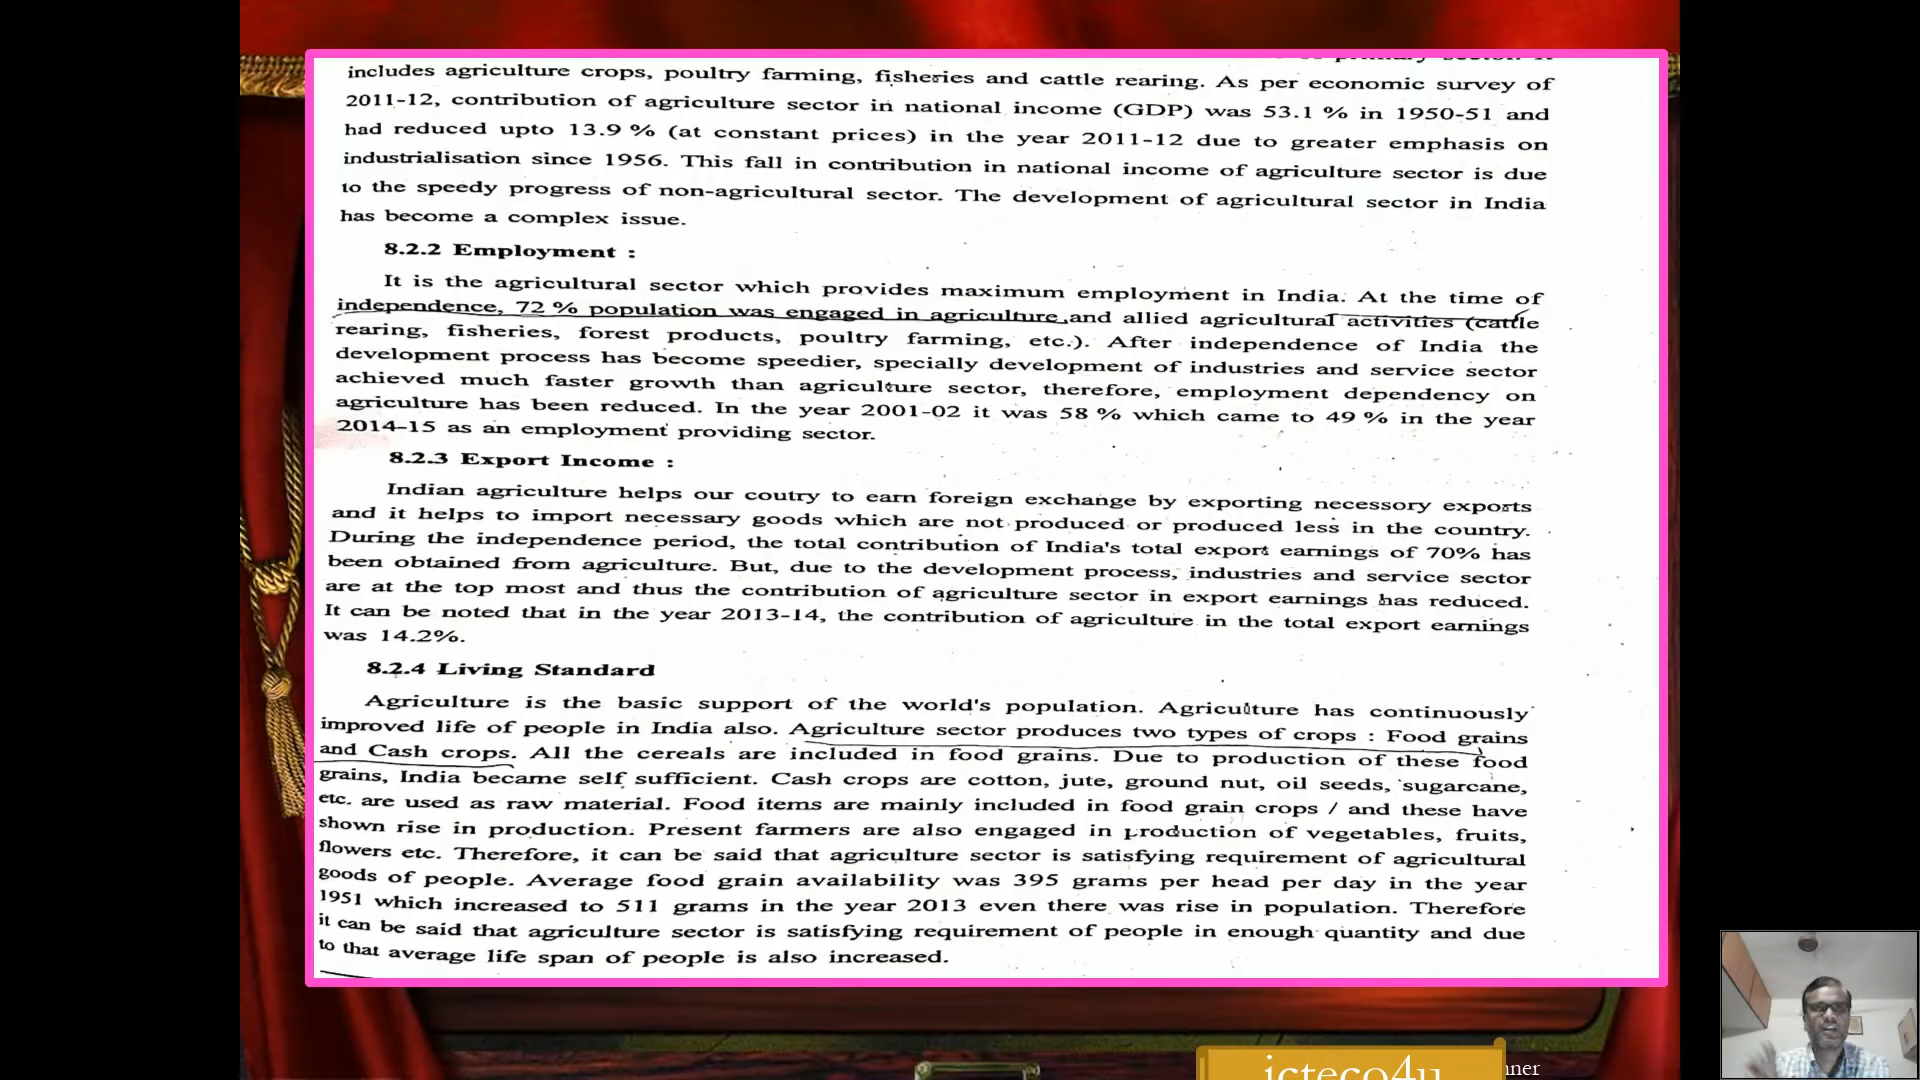 includes agriculture crops, poultry farming, fisheries and cattle rearing. As per economic survey of
2011-12, contribution of agriculture sector in national income (GDP) was 53.1 % in 1950-51 and
had reduced upto 13.9 % (at constant prices) in the year 2011-12 due to greater emphasis on
industrialisation since 1956. This fall in contribution in national income of agriculture sector is due
to the speedy progress of non-agricultural sector. The development of agricultural sector in India
has become a complex issue.
8.2.2 Employment :
It is the agricultural sector which provides maximum employment in India. At the time of
independence, 72 % population was engaged in agriculture and allied agricultural activities (cattle
rearing, fisheries, forest products, poultry farming, etc.). After independence of India the
development process has become speedier, specially development of industries and service sector
achieved much faster growth than agriculture sector, therefore, employment dependency on
agriculture has been reduced. In the year 2001-02 it was 58 % which came to 49 % in the year
2014-15 as an employment providing sector.
8.2.3 Export Income :
Indian agriculture helps our coutry to earn foreign exchange by exporting necessory exports
and it helps to import necessary goods which are not produced or produced less in the country.
During the independence period, the total contribution of India's total export earnings of 70% has
been obtained from agriculture. But, due to the development process, industries and service sector
are at the top most and thus the contribution of agriculture sector in export earnings has reduced.
It can be noted that in the year 2013-14, the contribution of agriculture in the total export earnings
was 14.2%.
8.2.4 Living Standard
Agriculture is the basic support of the world's population. Agriculture has continuously
improved life of people in India also. Agriculture sector produces two types of crops : Food grains
and Cash crops. All the cereals are included in food grains. Due to production of these food
grains, India became self sufficient. Cash crops are cotton, jute, ground nut, oil seeds, sugarcane,
etc. are used as raw material. Food items are mainly included in food grain crops / and these have
shown rise in production. Present farmers are also engaged in production of vegetables, fruits,
flowers etc. Therefore, it can be said that agriculture sector is satisfying requirement of agricultural
goods of people. Average food grain availability was 395 grams per head per day in the year
1951 which increased to 511 grams in the year 2013 even there was rise in population. Therefore
it can be said that agriculture sector is satisfying requirement of people in enough quantity and due
to that average life span of people is also increased.
icteco4u